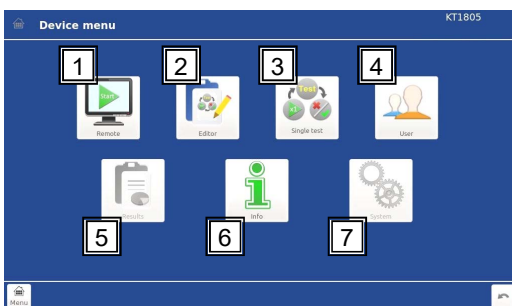 Device menu
KT1805
1
2
3
4
Start
Test
x1
Remote
Editor
Single test
User
Results
Info
System
5
6
7
Menu